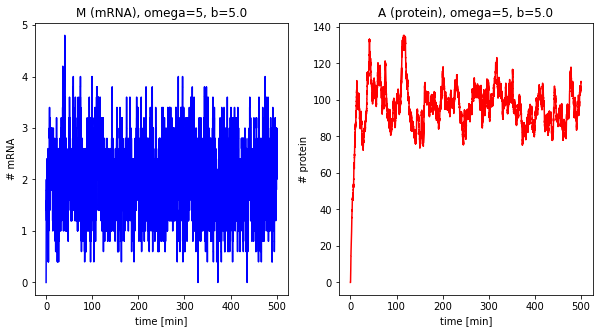 M (mRNA), omega=5, b=5.0
# mRNA
5
4
3
2
1
0
0 100 200 300 400 500
time [min]
A (protein), omega=5, b=5.0
# protein
140
120
100
80
60
40
20
0
0 100 200 300 400 500
time [min]